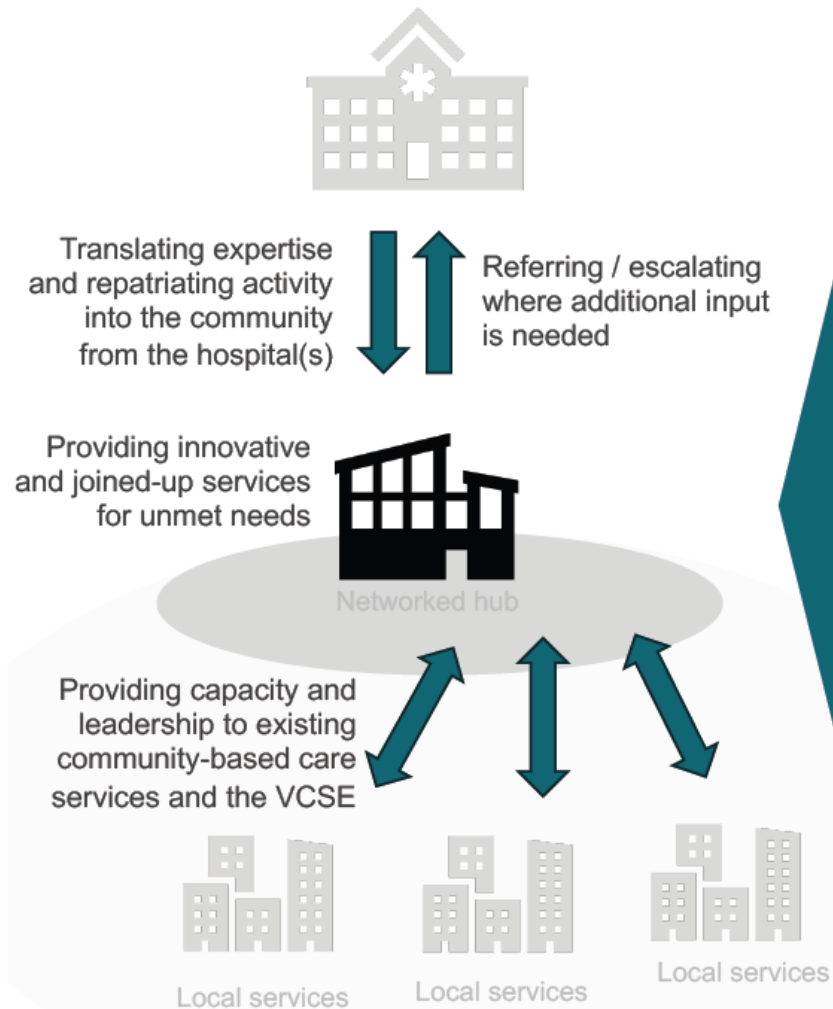 Translating expertise
and repatriating activity
into the community
from the hospital(s)
Referring / escalating
where additional input
is needed
Providing innovative
and joined-up services
for unmet needs
Networked hub
Providing capacity and
leadership to existing
community-based care
services and the VCSE
Local services
Local services
Local services